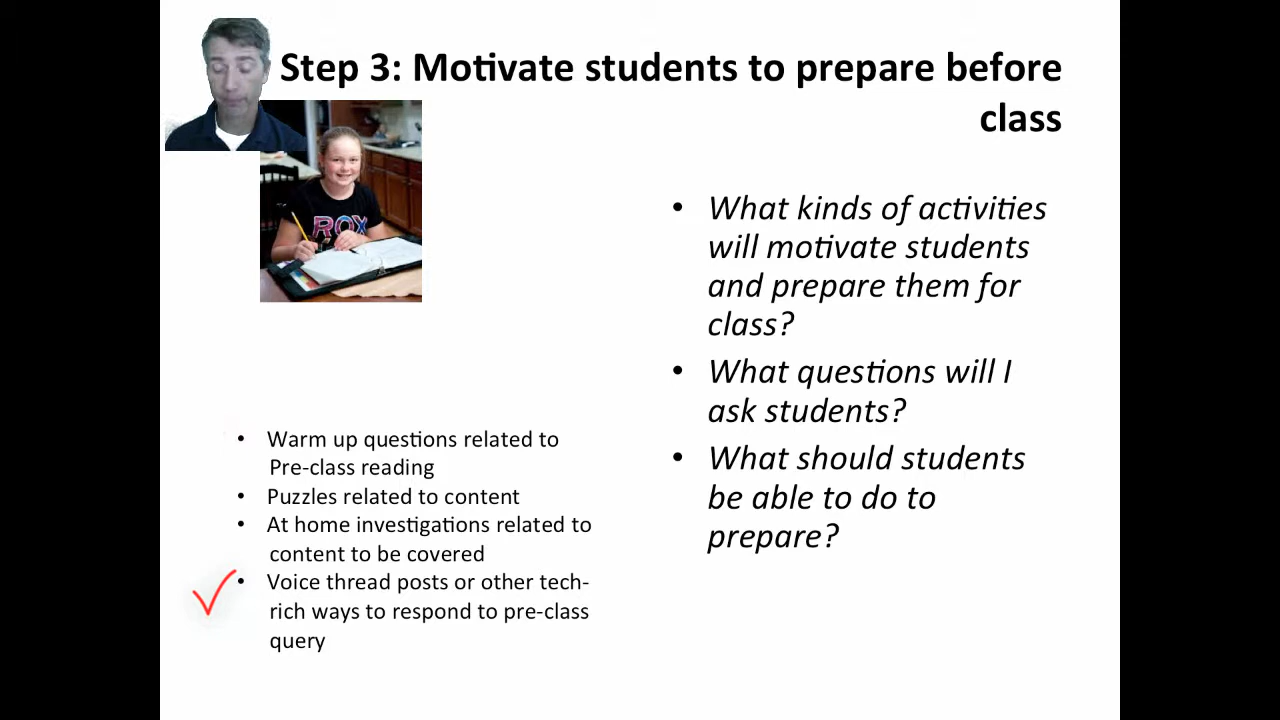 Step 3: Motivate students to prepare before
class
ROX
• What kinds of activities
will motivate students
and prepare them for
class?
• What questions will I
ask students?
• What should students
be able to do to
prepare?
• Warm up questions related to
Pre-class reading
• Puzzles related to content
• At home investigations related to
content to be covered
• Voice thread posts or other tech-
rich ways to respond to pre-class
query